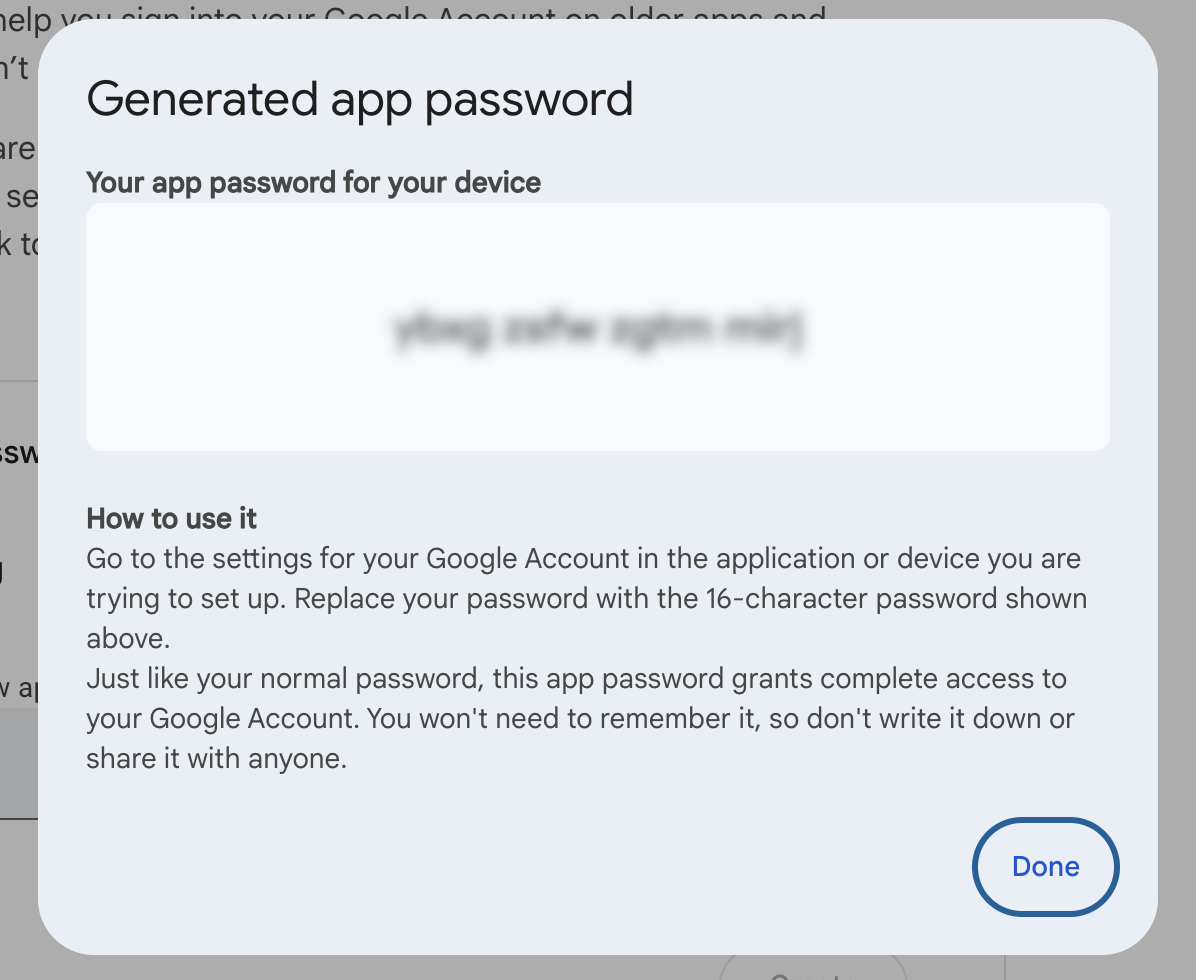 help you sign into your Google Account on older apps and
n't
are
se
k to
Generated app password
Your app password for your device
How to use it
Go to the settings for your Google Account in the application or device you are
trying to set up. Replace your password with the 16-character password shown
above.
Just like your normal password, this app password grants complete access to
your Google Account. You won't need to remember it, so don't write it down or
share it with anyone.
Done